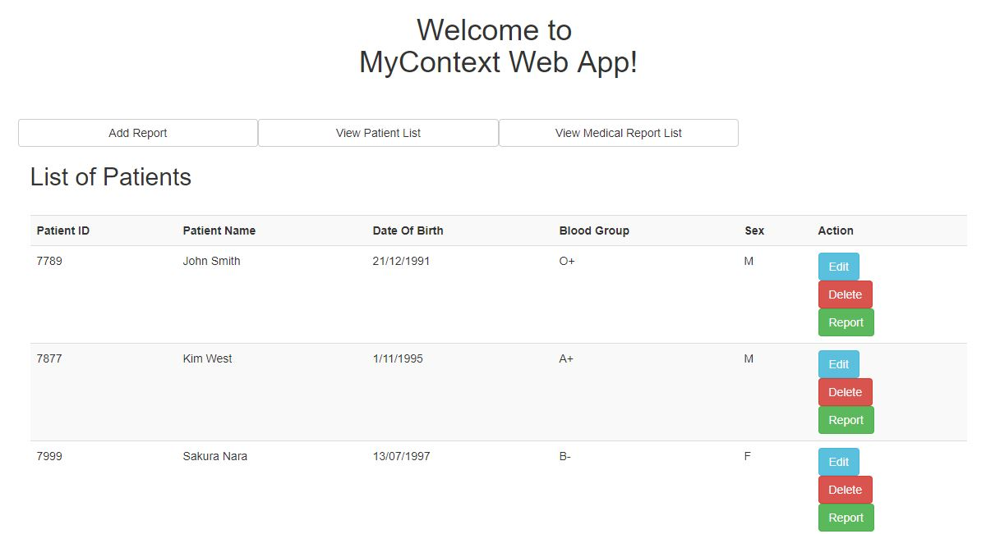 Welcome to
MyContext Web App!
Add Report View Patient List View Medical Report List
List of Patients
Patient ID Patient Name Date Of Birth Blood Group Sex Action
7789 John Smith 21/12/1991 O+ M Edit
Delete
Report
7877 Kim West 1/11/1995 A+ M Edit
Delete
Report
7999 Sakura Nara 13/07/1997 B- F Edit
Delete
Report